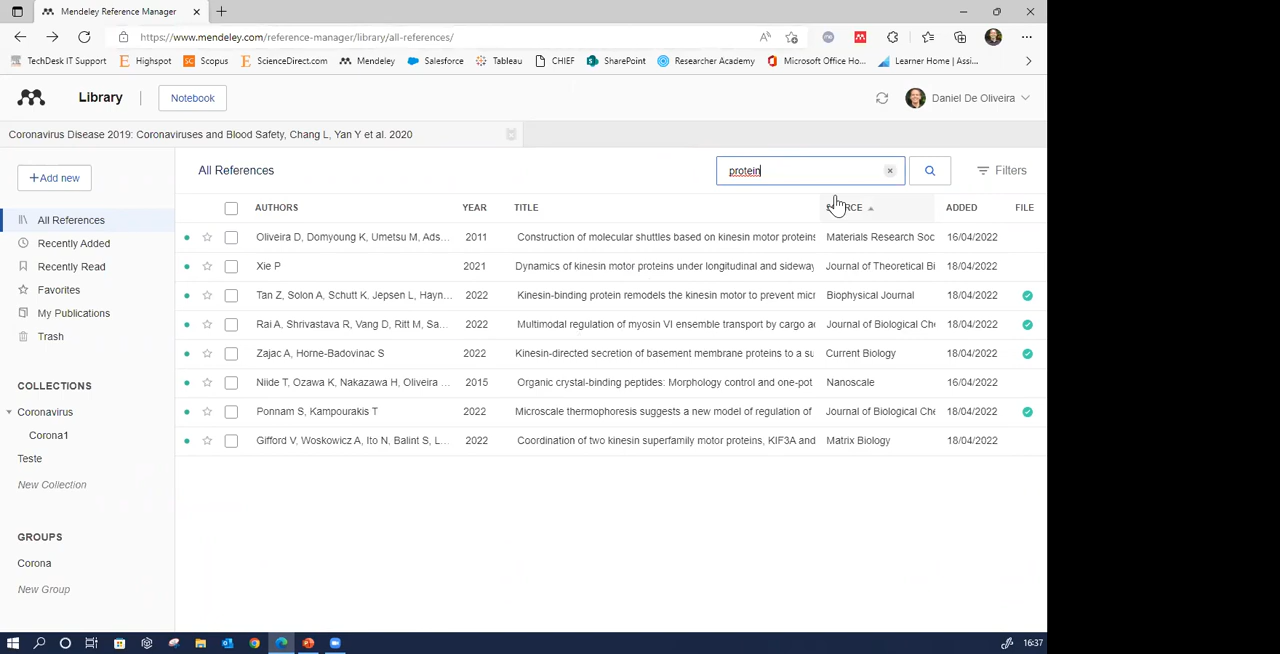 Mendeley Reference Manager
https://www.mendeley.com/reference-manager/library/all-references/
TechDesk IT Support Highspot Scopus ScienceDirect.com Mendeley Salesforce Tableau CHIEF SharePoint Researcher Academy Microsoft Office Ho... Learner Home | Assi...
Library Notebook Daniel De Oliveira
Coronavirus Disease 2019: Coronaviruses and Blood Safety, Chang L, Yan Y et al. 2020
+Add new
All References
Recently Added
Recently Read
Favorites
My Publications
Trash
COLLECTIONS
Coronavirus
Corona1
Teste
New Collection
GROUPS
Corona
New Group
All References protein Filters
AUTHORS YEAR TITLE ADDED FILE
Oliveira D, Domyoung K, Umetsu M, Ads... 2011 Construction of molecular shuttles based on kinesin motor proteins Materials Research Soc 16/04/2022
Xie P 2021 Dynamics of kinesin motor proteins under longitudinal and sideway Journal of Theoretical Bi 18/04/2022
Tan Z, Solon A, Schutt K, Jepsen L, Hayn... 2022 Kinesin-binding protein remodels the kinesin motor to prevent micr Biophysical Journal 18/04/2022
Rai A, Shrivastava R, Vang D, Ritt M, Sa... 2022 Multimodal regulation of myosin VI ensemble transport by cargo ac Journal of Biological Che 18/04/2022
Zajac A, Horne-Badovinac S 2022 Kinesin-directed secretion of basement membrane proteins to a su Current Biology 18/04/2022
Niide T, Ozawa K, Nakazawa H, Oliveira ... 2015 Organic crystal-binding peptides: Morphology control and one-pot Nanoscale 16/04/2022
Ponnam S, Kampourakis T 2022 Microscale thermophoresis suggests a new model of regulation of Journal of Biological Che 18/04/2022
Gifford V, Woskowicz A, Ito N, Balint S, L... 2022 Coordination of two kinesin superfamily motor proteins, KIF3A and Matrix Biology 18/04/2022
16:37